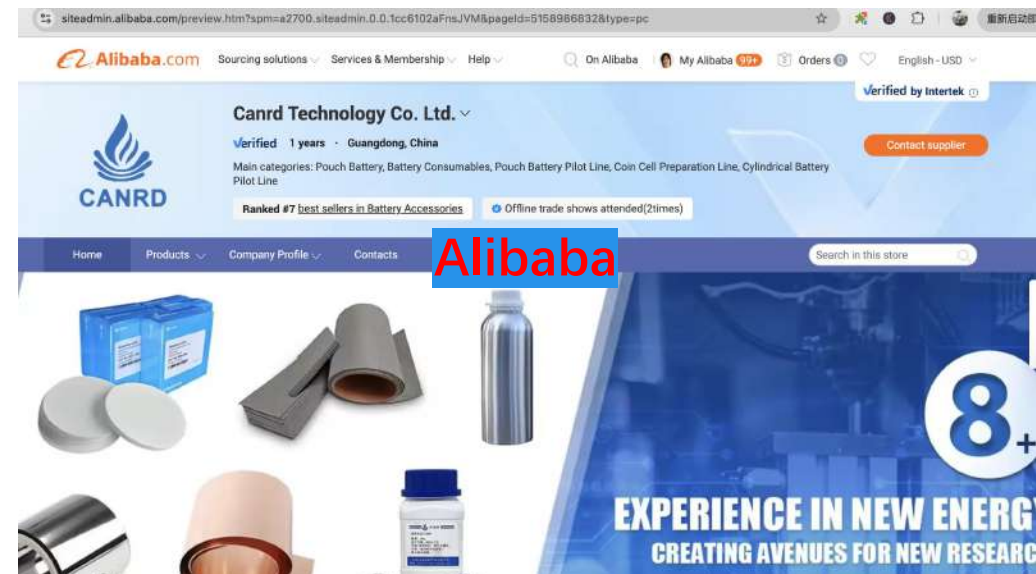 siteadmin.alibaba.com/preview.htm?spm=a2700.siteadmin.0.0.1cc6102aFnsJVM&pageId=5158986832&type=pc
重新启动即
Alibaba.com Sourcing solutions Services & Membership Help On Alibaba My Alibaba 99+ Orders 0 English - USD
Verified by Intertek
Canrd Technology Co. Ltd.
Verified 1 years · Guangdong, China
Contact supplier
Main categories: Pouch Battery, Battery Consumables, Pouch Battery Pilot Line, Coin Cell Preparation Line, Cylindrical Battery
Pilot Line
CANRD
Ranked #7 best sellers in Battery Accessories Offline trade shows attended(2times)
Home Products Company Profile Contacts Search in this store
Alibaba
8+
EXPERIENCE IN NEW ENERGY
CREATING AVENUES FOR NEW RESEARC